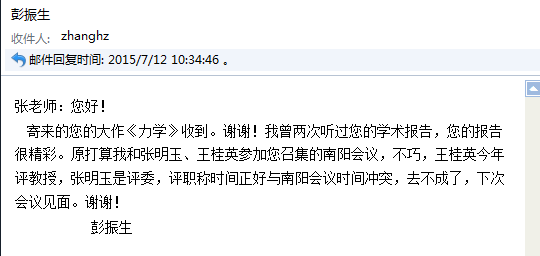 彭振生
收件人: zhanghz
邮件回复时间: 2015/7/12 10:34:46 。
张老师：您好！
寄来的您的大作《力学》收到。谢谢！我曾两次听过您的学术报告，您的报告
很精彩。原打算我和张明玉、王桂英参加您召集的南阳会议，不巧，王桂英今年
评教授，张明玉是评委，评职称时间正好与南阳会议时间冲突，去不成了，下次
会议见面。谢谢！
彭振生